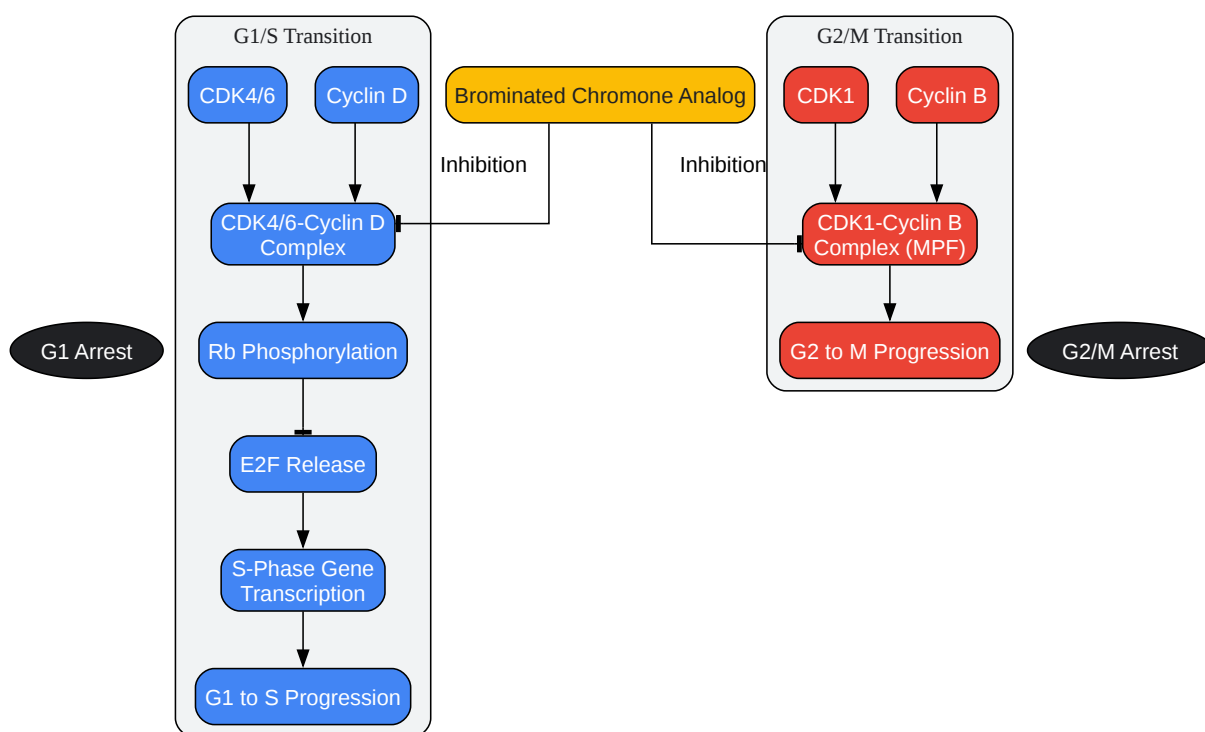 G1/S Transition
G2/M Transition
CDK4/6
Cyclin D
Brominated Chromone Analog
CDK1
Cyclin B
Inhibition
Inhibition
CDK4/6-Cyclin D
Complex
CDK1-Cyclin B
Complex (MPF)
G1 Arrest
Rb Phosphorylation
G2 to M Progression
G2/M Arrest
E2F Release
S-Phase Gene
Transcription
G1 to S Progression